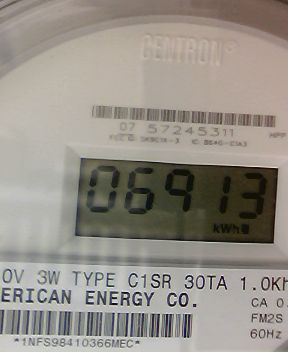 CENTRON®
07 57245311
HPP
06913
kWh
0V 3W TYPE C1SR 30TA 1.0Kh
ERICAN ENERGY CO.
CA 0.
FM2S
60Hz
*1NFS98410366MEC*